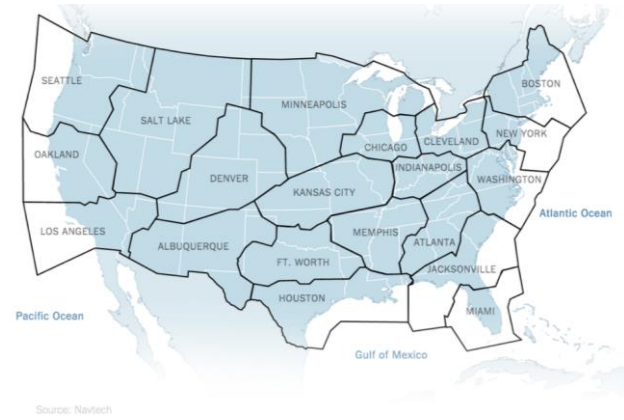 BOSTON
SEATTLE
MINNEAPOLIS
SALT LAKE
NEW YORK
CLEVELAND
CHICAGO
OAKLAND
INDIANAPOLIS
DENVER
WASHINGTON
KANSAS CITY
Atlantic Ocean
LOS ANGELES
MEMPHIS
ATLANTA
ALBUQUERQUE
FT. WORTH
JACKSONVILLE
HOUSTON
MIAMI
Pacific Ocean
Gulf of Mexico
Source: Navtech